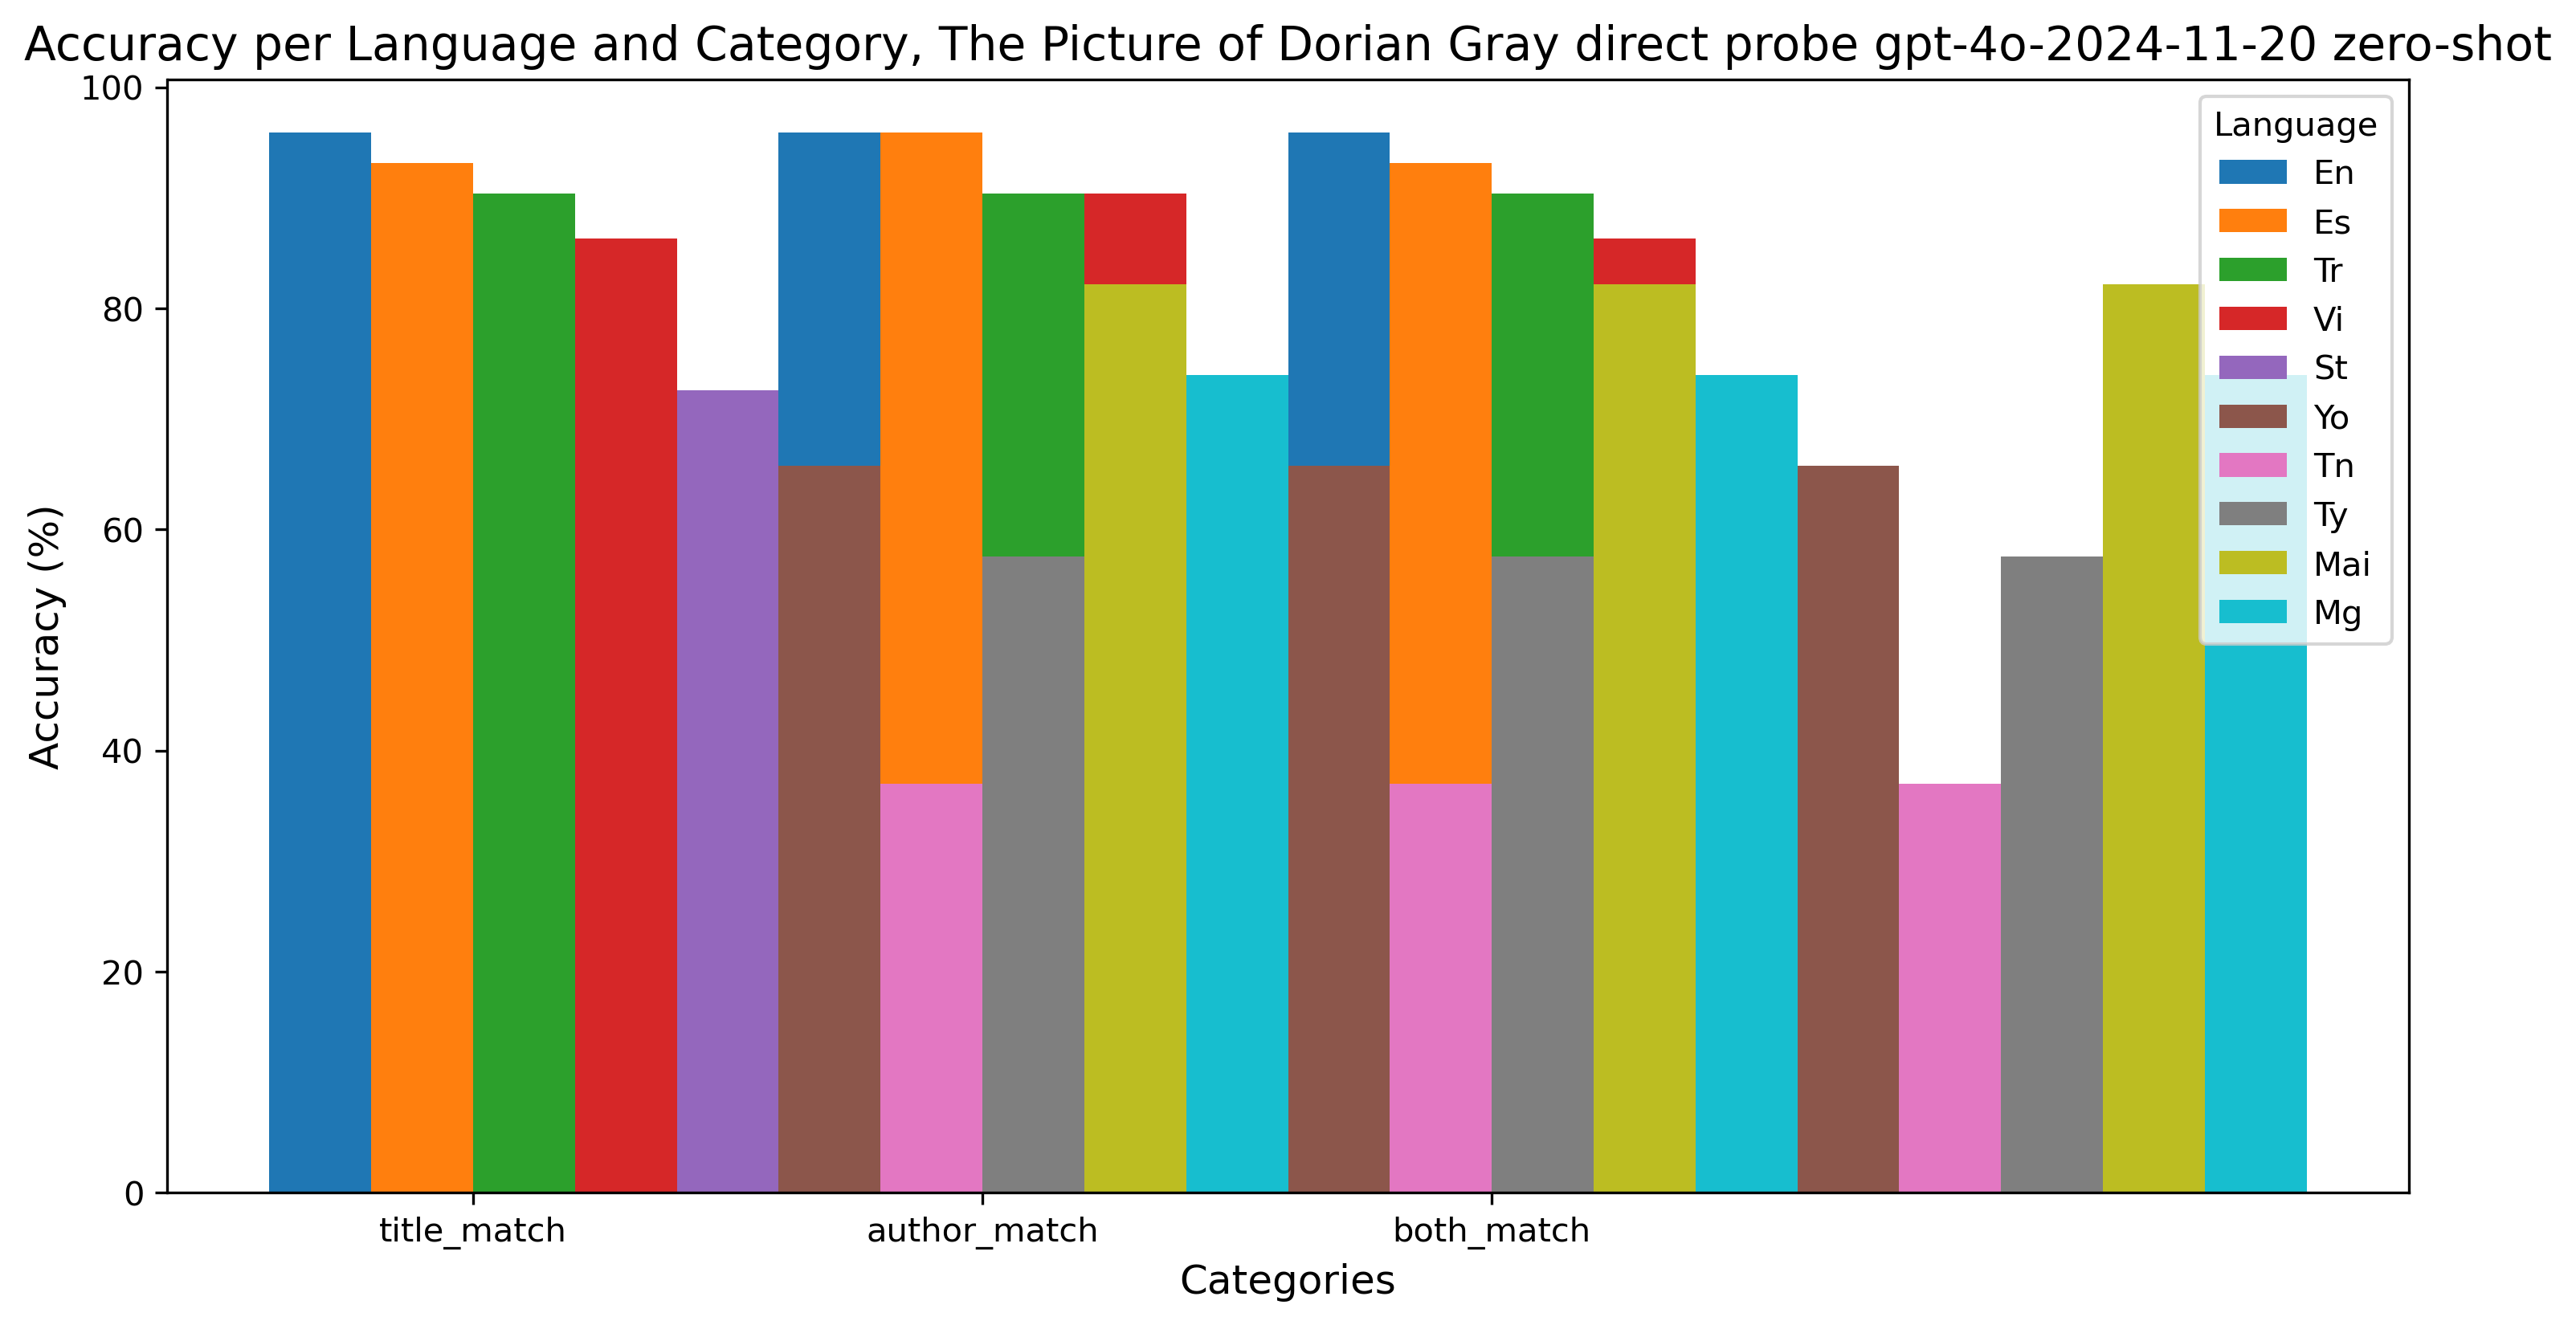 Accuracy per Language and Category, The Picture of Dorian Gray direct probe gpt-4o-2024-11-20 zero-shot
Accuracy (%)
100
80
60
40
20
0
Language
En
Es
Tr
Vi
St
Yo
Tn
Ty
Mai
Mg
title_match
author_match
both_match
Categories